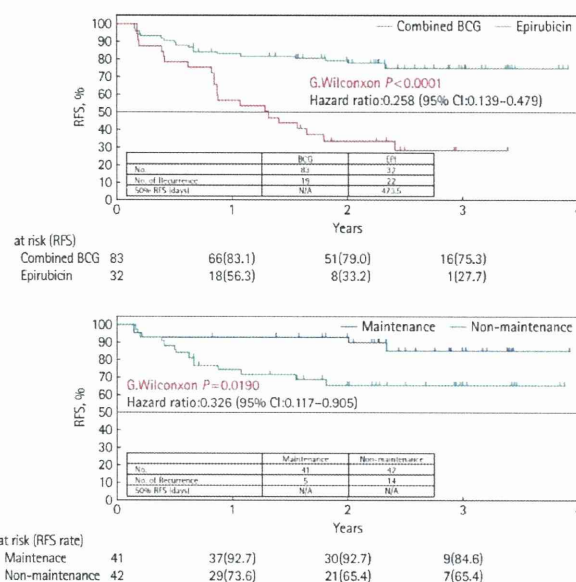 100
90
80
70
60
50
40
30
20
10
0
RFS, %
Combined BCG Epirubicin
G.Wilconxon P<0.0001
Hazard ratio:0.258 (95% CI:0.139–0.479)
BCG EPI
No. 83 32
No. of Recurrence 19 22
50% RFS (days) N/A 473.5
0 1 2 3
Years
at risk (RFS)
Combined BCG 83 66(83.1) 51(79.0) 16(75.3)
Epirubicin 32 18(56.3) 8(33.2) 1(27.7)
100
90
80
70
60
50
40
30
20
10
0
RFS, %
Maintenance Non-maintenance
G.Wilconxon P=0.0190
Hazard ratio:0.326 (95% CI:0.117–0.905)
Maintenance Non-maintenance
No. 41 42
No. of Recurrence 5 14
50% RFS (days) N/A N/A
0 1 2 3
Years
at risk (RFS rate)
Maintenace 41 37(92.7) 30(92.7) 9(84.6)
Non-maintenance 42 29(73.6) 21(65.4) 7(65.4)